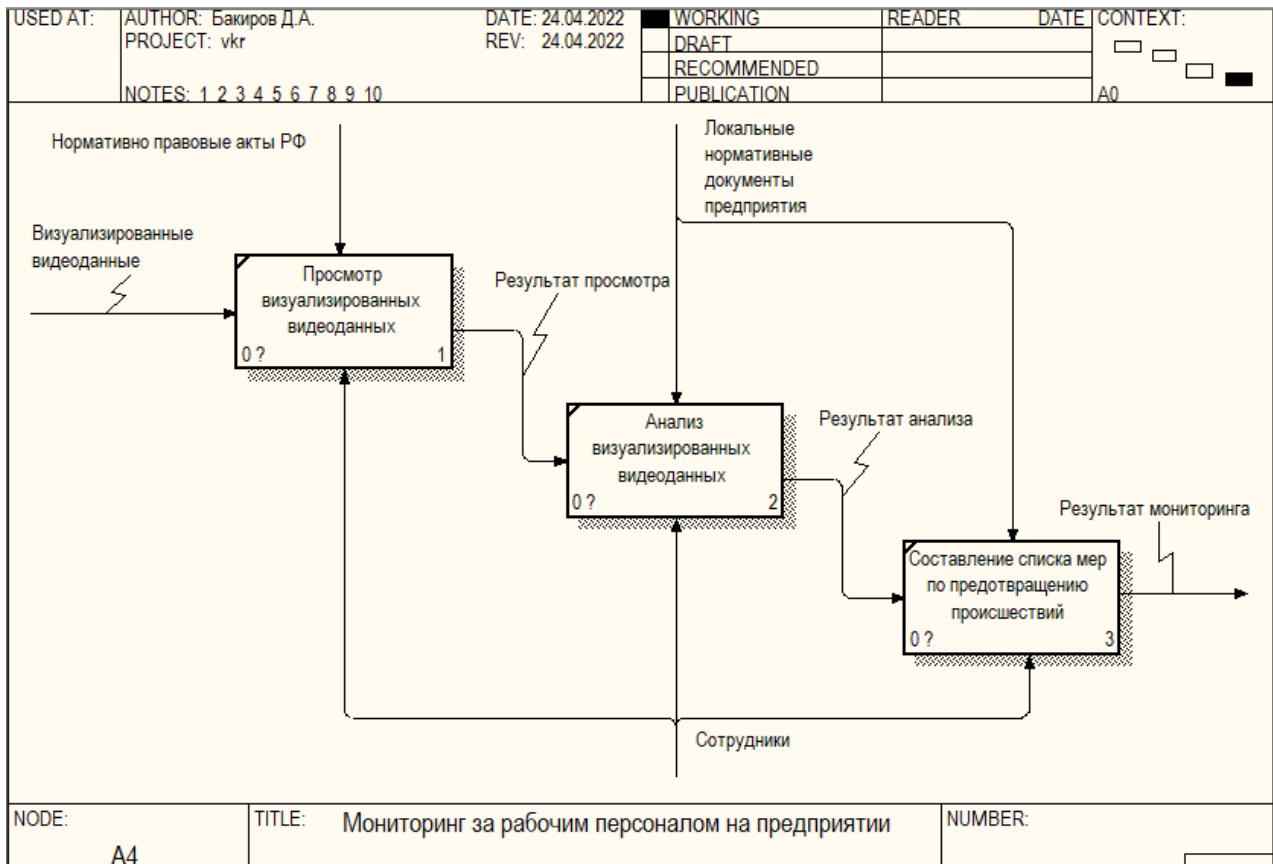 USED AT:
AUTHOR: Бакиров Д.А.
DATE: 24.04.2022
PROJECT: vkr
REV: 24.04.2022
NOTES: 1 2 3 4 5 6 7 8 9 10
WORKING
DRAFT
RECOMMENDED
PUBLICATION
READER
DATE
CONTEXT:
A0
Нормативно правовые акты РФ
Локальные
нормативные
документы
предприятия
Визуализированные
видеоданные
Просмотр
визуализированных
видеоданных
0 ?
1
Результат просмотра
Анализ
визуализированных
видеоданных
0 ?
2
Результат анализа
Составление списка мер
по предотвращению
происшествий
0 ?
3
Результат мониторинга
Сотрудники
NODE:
A4
TITLE:
Мониторинг за рабочим персоналом на предприятии
NUMBER: